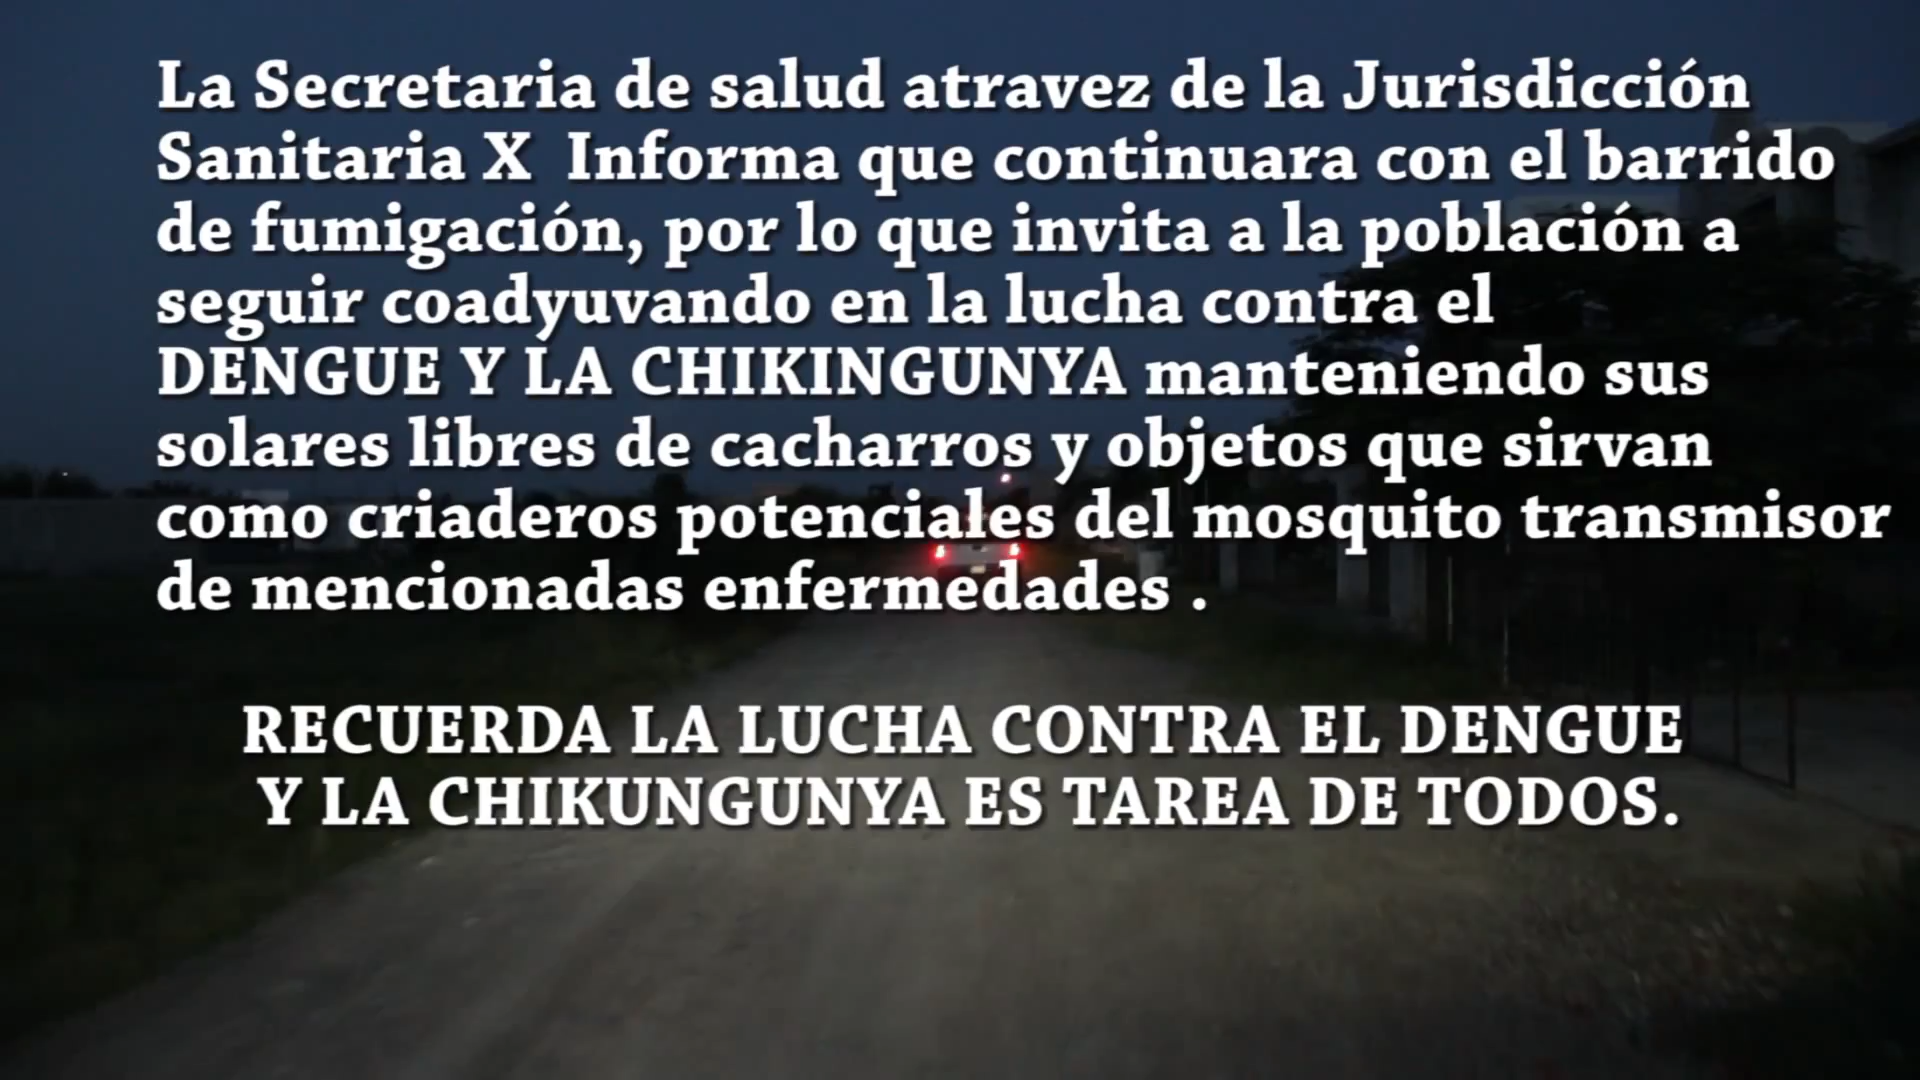 La Secretaria de salud atravez de la Jurisdicción
Sanitaria X Informa que continuara con el barrido
de fumigación, por lo que invita a la población a
seguir coadyuvando en la lucha contra el
DENGUE Y LA CHIKINGUNYA manteniendo sus
solares libres de cacharros y objetos que sirvan
como criaderos potenciales del mosquito transmisor
de mencionadas enfermedades .
RECUERDA LA LUCHA CONTRA EL DENGUE
Y LA CHIKUNGUNYA ES TAREA DE TODOS.